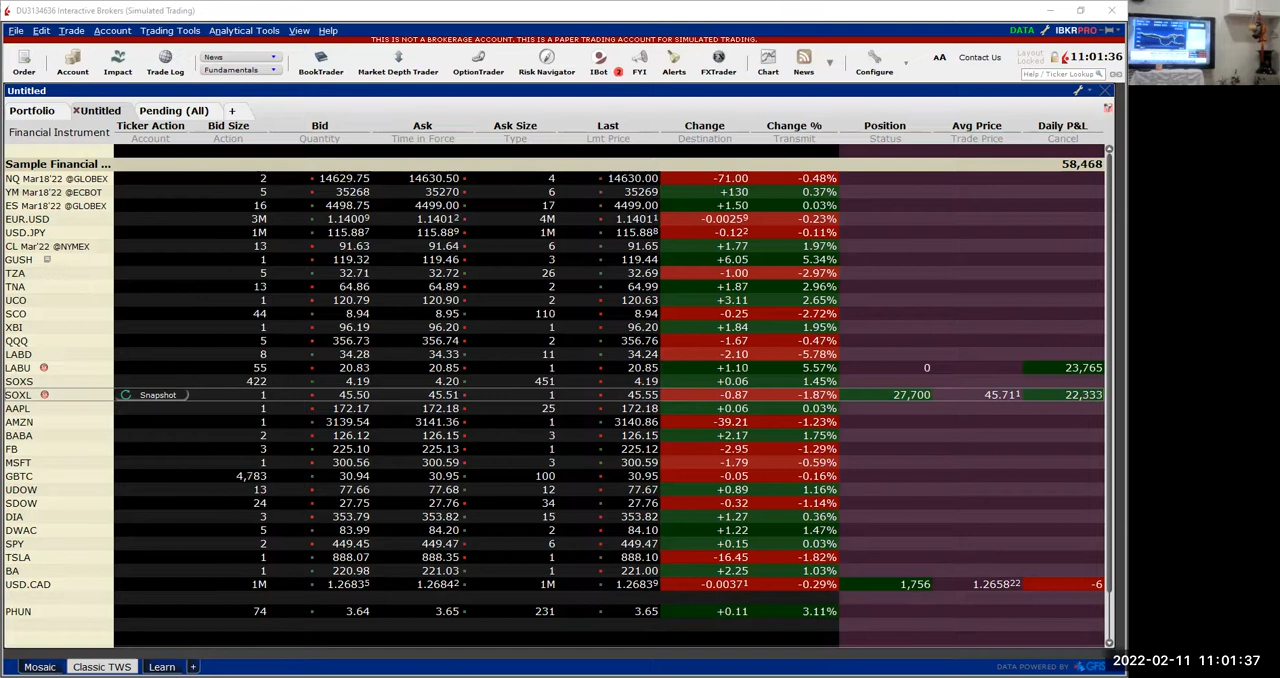 DU3134636 Interactive Brokers (Simulated Trading)
File Edit Trade Account Trading Tools Analytical Tools View Help DATA IBKRPRO
THIS IS NOT A BROKERAGE ACCOUNT. THIS IS A PAPER TRADING ACCOUNT FOR SIMULATED TRADING.
Order Account Impact Trade Log News Fundamentals BookTrader Market Depth Trader OptionTrader Risk Navigator IBot 2 FYI Alerts FXTrader Chart News Configure AA Contact Us Layout Locked 11:01:36
Help / Ticker Lookup
Untitled
Portfolio Untitled Pending (All) +
Financial Instrument Ticker Action Bid Size Bid Ask Ask Size Last Change Change % Position Avg Price Daily P&L
Account Action Quantity Time in Force Type Lmt Price Destination Transmit Status Trade Price Cancel
Sample Financial ... 58,468
NQ Mar18'22 @GLOBEX 2 14629.75 14630.50 4 14630.00 -71.00 -0.48%
YM Mar18'22 @ECBOT 5 35268 35270 6 35269 +130 0.37%
ES Mar18'22 @GLOBEX 16 4498.75 4499.00 17 4499.00 +1.50 0.03%
EUR.USD 3M 1.1400⁹ 1.1401² 4M 1.1401¹ -0.0025⁹ -0.23%
USD.JPY 1M 115.88⁷ 115.88⁹ 1M 115.88⁸ -0.12² -0.11%
CL Mar'22 @NYMEX 13 91.63 91.64 6 91.65 +1.77 1.97%
GUSH 1 119.32 119.46 3 119.44 +6.05 5.34%
TZA 5 32.71 32.72 26 32.69 -1.00 -2.97%
TNA 13 64.86 64.89 2 64.99 +1.87 2.96%
UCO 1 120.79 120.90 2 120.63 +3.11 2.65%
SCO 44 8.94 8.95 110 8.94 -0.25 -2.72%
XBI 1 96.19 96.20 1 96.20 +1.84 1.95%
QQQ 5 356.73 356.74 2 356.76 -1.67 -0.47%
LABD 8 34.28 34.33 11 34.24 -2.10 -5.78%
LABU 55 20.83 20.85 1 20.85 +1.10 5.57% 0 23,765
SOXS 422 4.19 4.20 451 4.19 +0.06 1.45%
SOXL Snapshot 1 45.50 45.51 1 45.55 -0.87 -1.87% 27,700 45.71¹ 22,333
AAPL 1 172.17 172.18 25 172.18 +0.06 0.03%
AMZN 1 3139.54 3141.36 1 3140.86 -39.21 -1.23%
BABA 2 126.12 126.15 3 126.15 +2.17 1.75%
FB 3 225.10 225.13 1 225.12 -2.95 -1.29%
MSFT 1 300.56 300.59 3 300.59 -1.79 -0.59%
GBTC 4,783 30.94 30.95 100 30.95 -0.05 -0.16%
UDOW 13 77.66 77.68 12 77.67 +0.89 1.16%
SDOW 24 27.75 27.76 34 27.76 -0.32 -1.14%
DIA 3 353.79 353.82 15 353.82 +1.27 0.36%
DWAC 5 83.99 84.20 2 84.10 +1.22 1.47%
SPY 2 449.45 449.47 6 449.47 +0.15 0.03%
TSLA 1 888.07 888.35 1 888.10 -16.45 -1.82%
BA 1 220.98 221.03 1 221.00 +2.25 1.03%
USD.CAD 1M 1.2683⁵ 1.2684² 1M 1.2683⁹ -0.0037¹ -0.29% 1,756 1.2658²² -6
PHUN 74 3.64 3.65 231 3.65 +0.11 3.11%
Mosaic Classic TWS Learn + DATA POWERED BY GFIS
2022-02-11 11:01:37